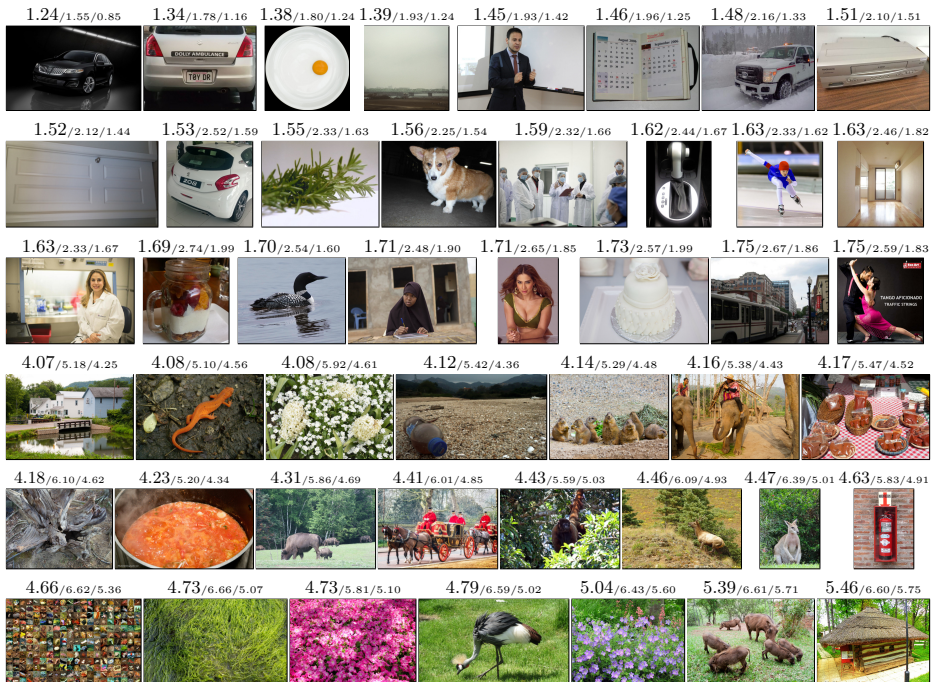 1.24/1.55/0.85 1.34/1.78/1.16 1.38/1.80/1.24 1.39/1.93/1.24 1.45/1.93/1.42 1.46/1.96/1.25 1.48/2.16/1.33 1.51/2.10/1.51
DOLLY AMBULANCE
TBY DR
1.52/2.12/1.44 1.53/2.52/1.59 1.55/2.33/1.63 1.56/2.25/1.54 1.59/2.32/1.66 1.62/2.44/1.67 1.63/2.33/1.62 1.63/2.46/1.82
ZOE
1.63/2.33/1.67 1.69/2.74/1.99 1.70/2.54/1.60 1.71/2.48/1.90 1.71/2.65/1.85 1.73/2.57/1.99 1.75/2.67/1.86 1.75/2.59/1.83
TANGO AFICIONADO
TRAFFIC STRINGS
4.07/5.18/4.25 4.08/5.10/4.56 4.08/5.92/4.61 4.12/5.42/4.36 4.14/5.29/4.48 4.16/5.38/4.43 4.17/5.47/4.52
4.18/6.10/4.62 4.23/5.20/4.34 4.31/5.86/4.69 4.41/6.01/4.85 4.43/5.59/5.03 4.46/6.09/4.93 4.47/6.39/5.01 4.63/5.83/4.91
4.66/6.62/5.36 4.73/6.66/5.07 4.73/5.81/5.10 4.79/6.59/5.02 5.04/6.43/5.60 5.39/6.61/5.71 5.46/6.60/5.75